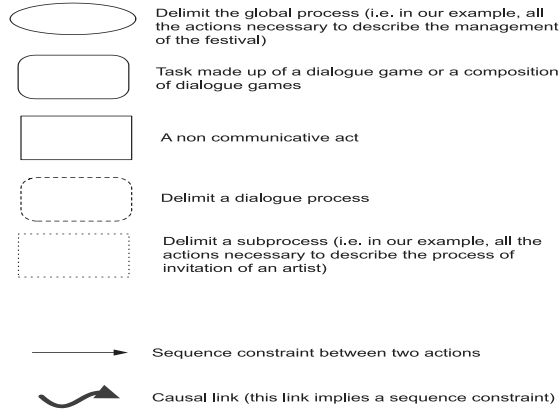 Delimit the global process (i.e. in our example, all
the actions necessary to describe the management
of the festival)
Task made up of a dialogue game or a composition
of dialogue games
A non communicative act
Delimit a dialogue process
Delimit a subprocess (i.e. in our example, all the
actions necessary to describe the process of
invitation of an artist)
Sequence constraint between two actions
Causal link (this link implies a sequence constraint)